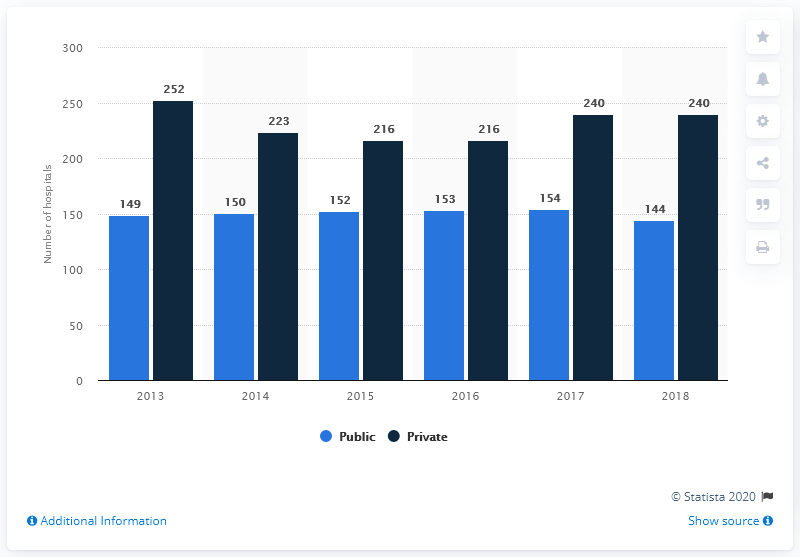 300
250
200
150
100
50
0
Number of hospitals
149 252
150 223
152 216
153 216
154 240
144 240
2013 2014 2015 2016 2017 2018
Public Private
© Statista 2020
Additional Information Show source